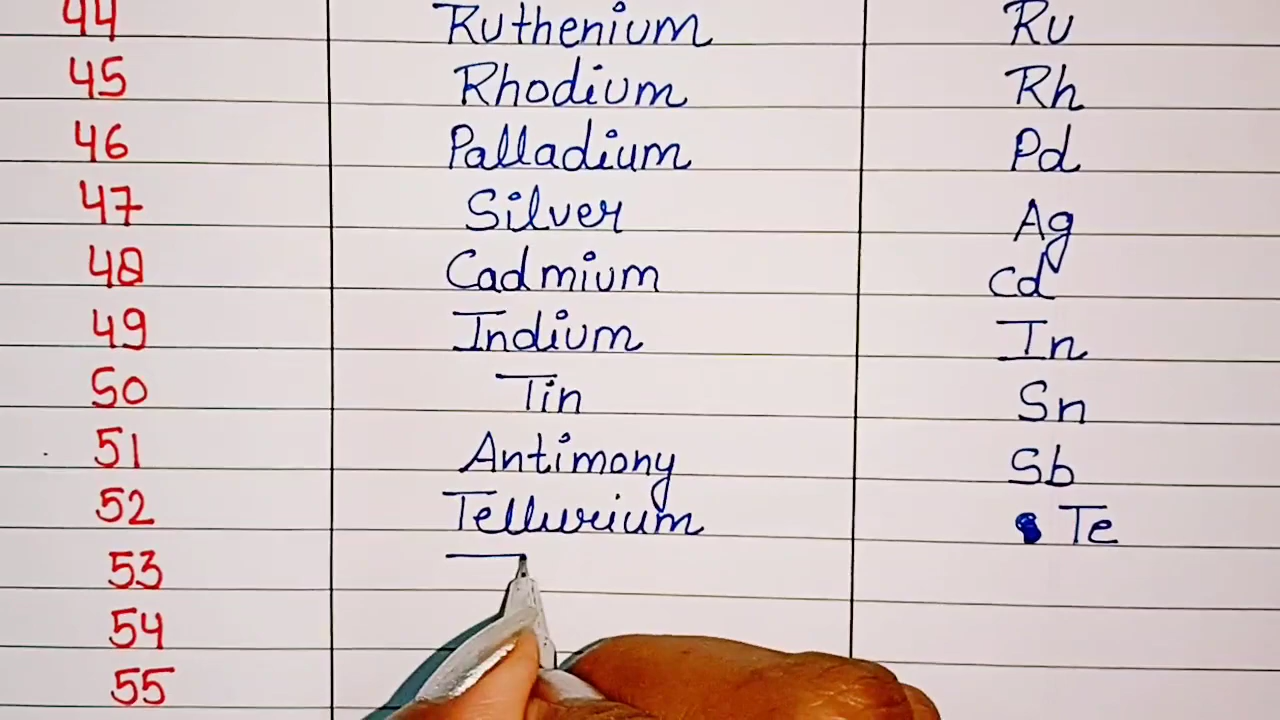 44 Ruthenium Ru
45 Rhodium Rh
46 Palladium Pd
47 Silver Ag
48 Cadmium Cd
49 Indium In
50 Tin Sn
51 Antimony Sb
52 Tellurium Te
53
54
55